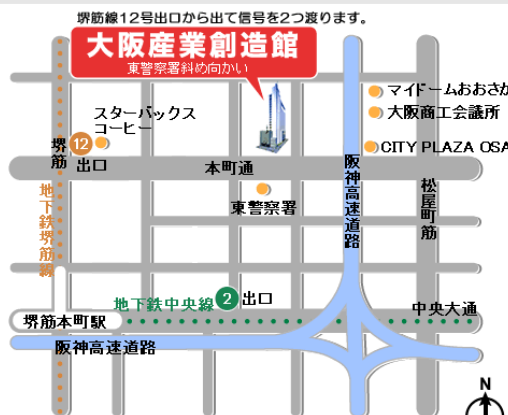 堺筋線12号出口から出て信号を2つ渡ります。
大阪産業創造館
東警察署斜め向かい
マイドームおおさか
大阪商工会議所
CITY PLAZA OSA
スターバックス
コーヒー
堺筋
12
出口
本町通
東警察署
阪神高速道路
松屋町筋
地下鉄堺筋線
地下鉄中央線
2
出口
中央大通
堺筋本町駅
阪神高速道路
N